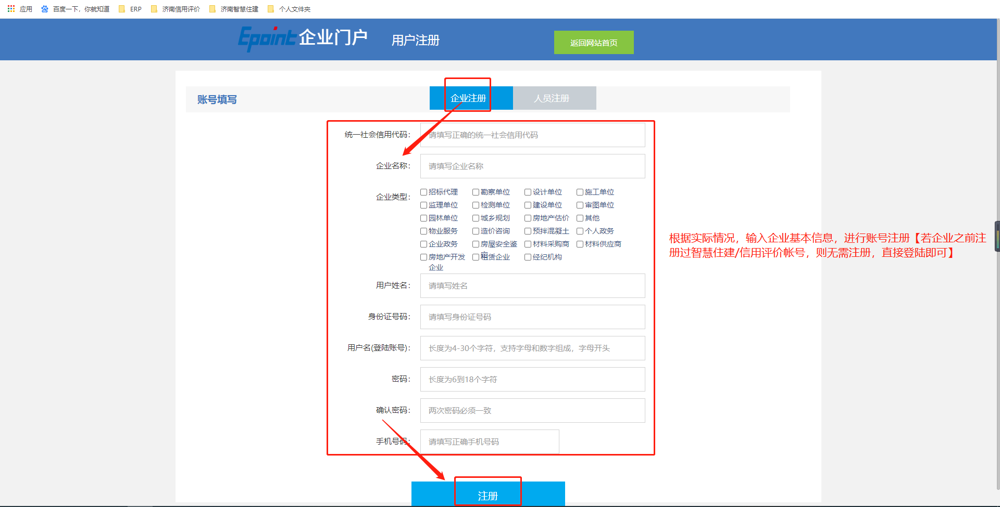 应用 百度一下，你就知道 ERP 济南信用评价 济南智慧住建 个人文件夹
Epoint 企业门户 用户注册 返回网站首页
账号填写 企业注册 人员注册
统一社会信用代码： 请填写正确的统一社会信用代码
企业名称： 请填写企业名称
企业类型： 招标代理 勘察单位 设计单位 施工单位
监理单位 检测单位 建设单位 审图单位
园林单位 城乡规划 房地产估价 其他
物业服务 造价咨询 预拌混凝土 个人政务
企业政务 房屋安全鉴定 材料采购商 材料供应商
房地产开发 租赁企业 经纪机构
企业
根据实际情况，输入企业基本信息，进行账号注册【若企业之前注
册过智慧住建/信用评价帐号，则无需注册，直接登陆即可】
用户姓名： 请填写姓名
身份证号码： 请填写身份证号码
用户名(登陆账号)： 长度为4-30个字符，支持字母和数字组成，字母开头
密码： 长度为6到18个字符
确认密码： 两次密码必须一致
手机号码： 请填写正确手机号码
注册